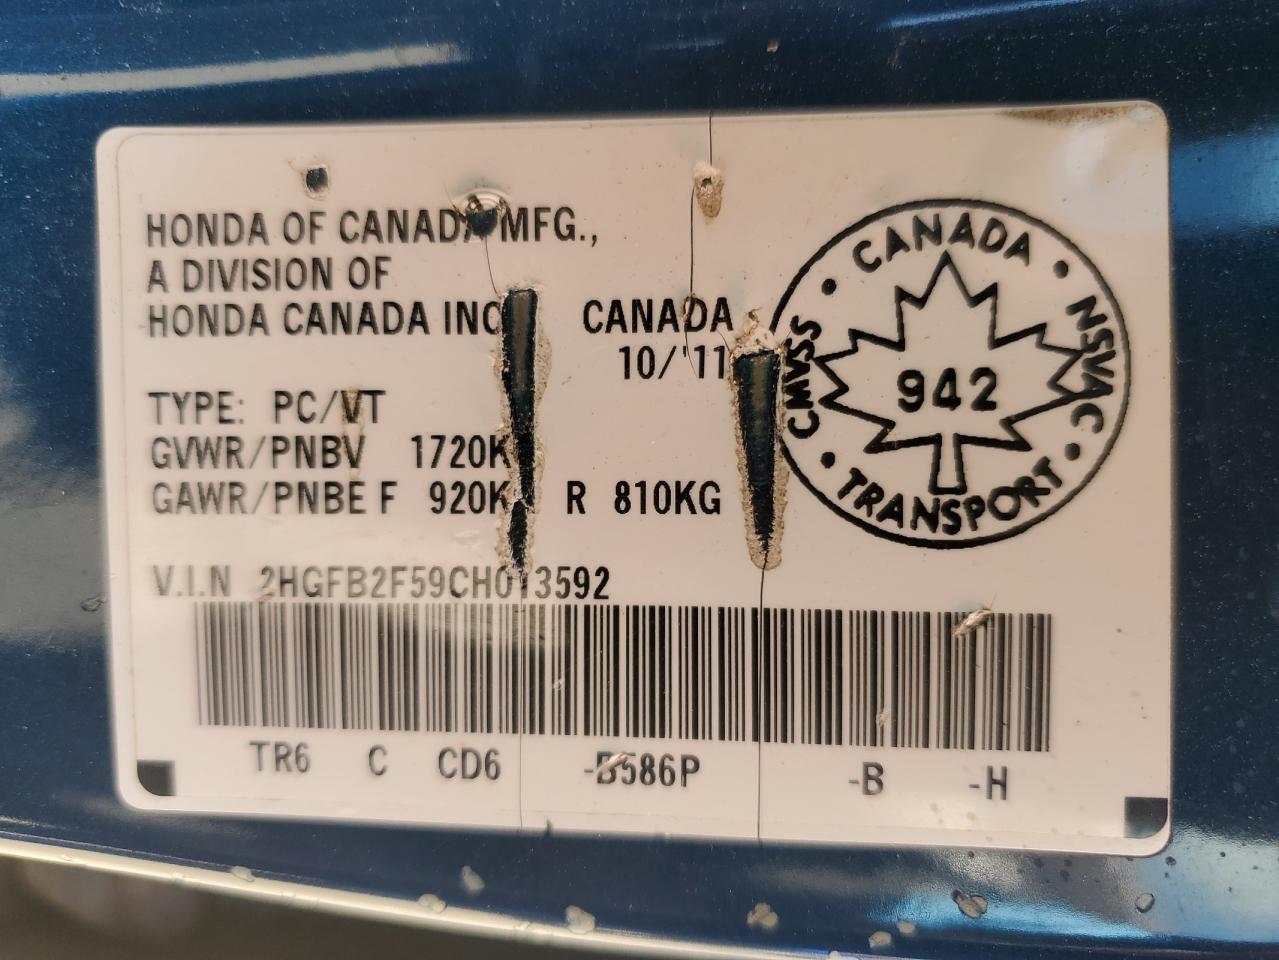 HONDA OF CANADA MFG.,
A DIVISION OF
HONDA CANADA INC
CANADA
10/'11
TYPE: PC/VT
GVWR/PNBV 1720K
GAWR/PNBE F 920K R 810KG
V.I.N 2HGFB2F59CH013592
TR6 C CD6 -B586P -B -H
CANADA
NSVAC
TRANSPORT
CMVSS
942